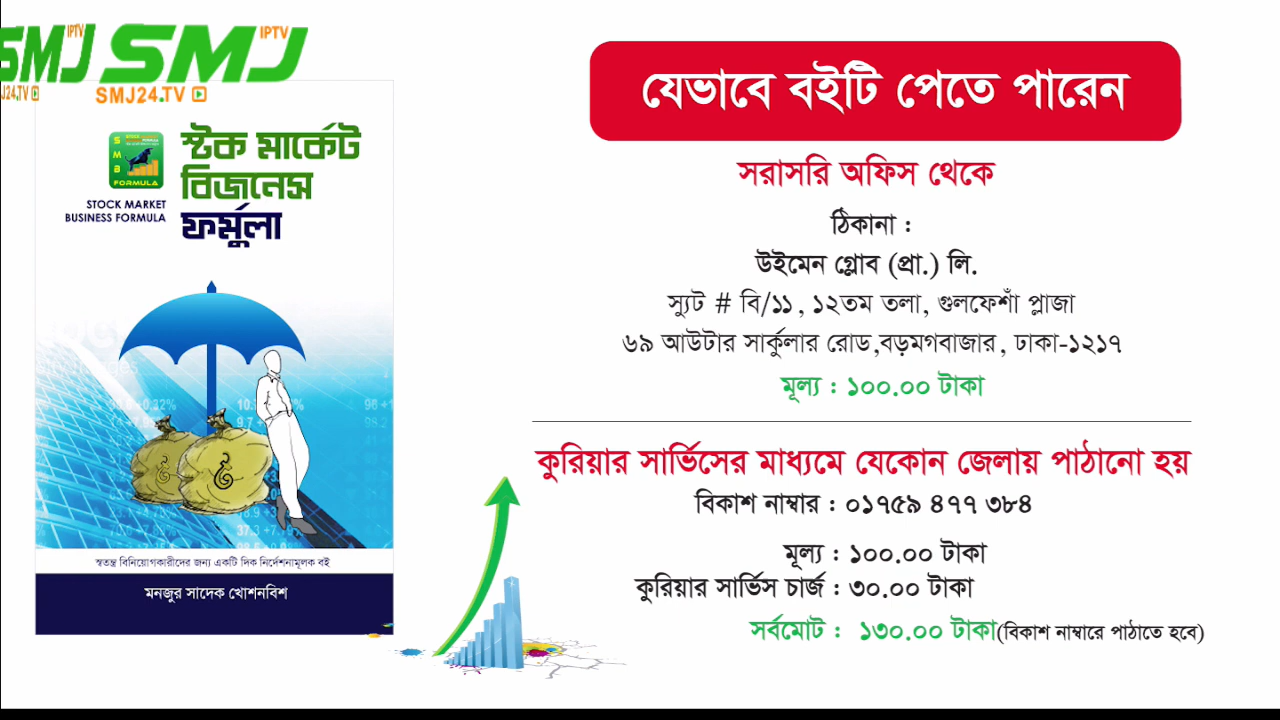 SMJ IPTV
SMJ24.TV
SMJ IPTV
SMJ24.TV
S M B
FORMULA
STOCK MARKET
BUSINESS FORMULA
স্টক মার্কেট
বিজনেস
ফর্মুলা
স্বতন্ত্র বিনিয়োগকারীদের জন্য একটি দিক নির্দেশনামূলক বই
মনজুর সাদেক খোশনবিশ
যেভাবে বইটি পেতে পারেন
সরাসরি অফিস থেকে
ঠিকানা :
উইমেন গ্লোব (প্রা.) লি.
স্যুট # বি/১১, ১২তম তলা, গুলফেশাঁ প্লাজা
৬৯ আউটার সার্কুলার রোড,বড়মগবাজার, ঢাকা-১২১৭
মূল্য : ১০০.০০ টাকা
কুরিয়ার সার্ভিসের মাধ্যমে যেকোন জেলায় পাঠানো হয়
বিকাশ নাম্বার : ০১৭৫৯ ৪৭৭ ৩৮৪
মূল্য : ১০০.০০ টাকা
কুরিয়ার সার্ভিস চার্জ : ৩০.০০ টাকা
সর্বমোট : ১৩০.০০ টাকা(বিকাশ নাম্বারে পাঠাতে হবে)